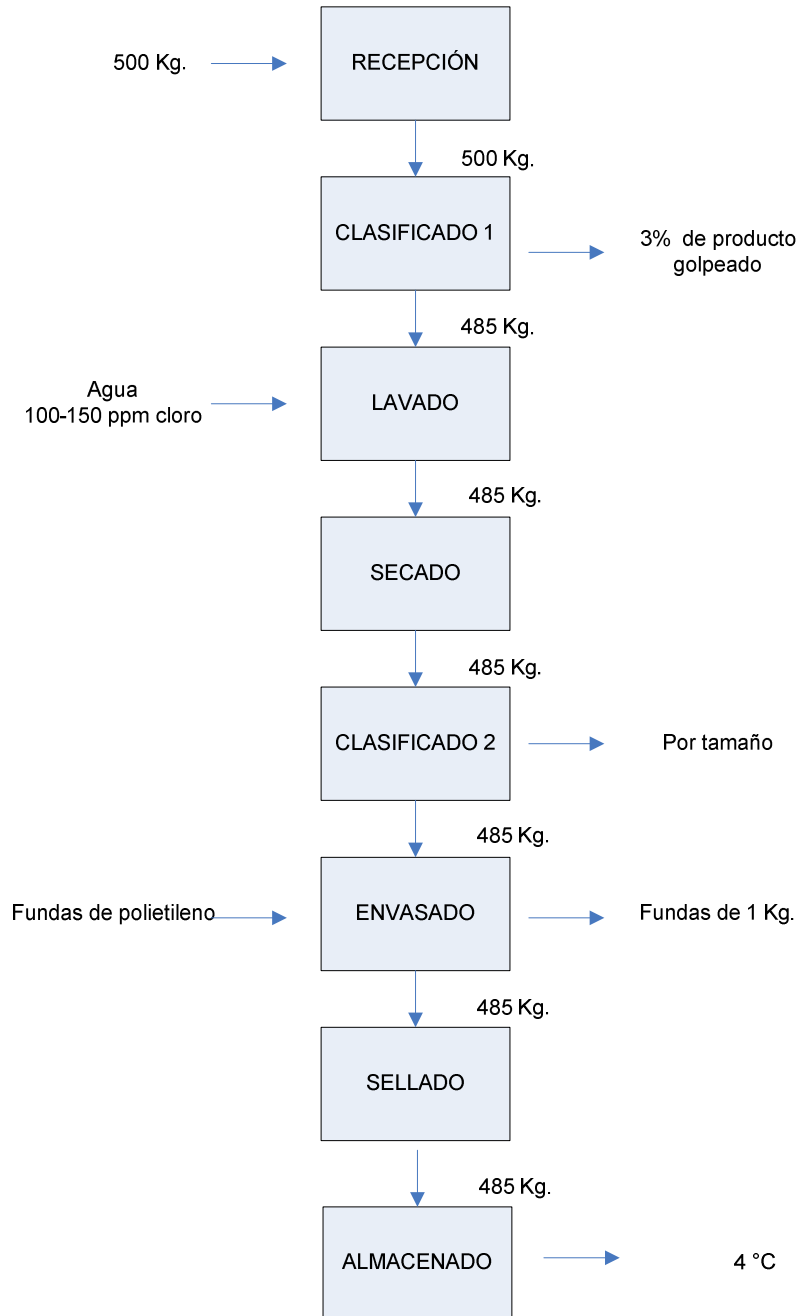 500 Kg.
RECEPCIÓN
500 Kg.
CLASIFICADO 1
3% de producto
golpeado
485 Kg.
Agua
100-150 ppm cloro
LAVADO
485 Kg.
SECADO
485 Kg.
CLASIFICADO 2
Por tamaño
485 Kg.
Fundas de polietileno
ENVASADO
Fundas de 1 Kg.
485 Kg.
SELLADO
485 Kg.
ALMACENADO
4 °C